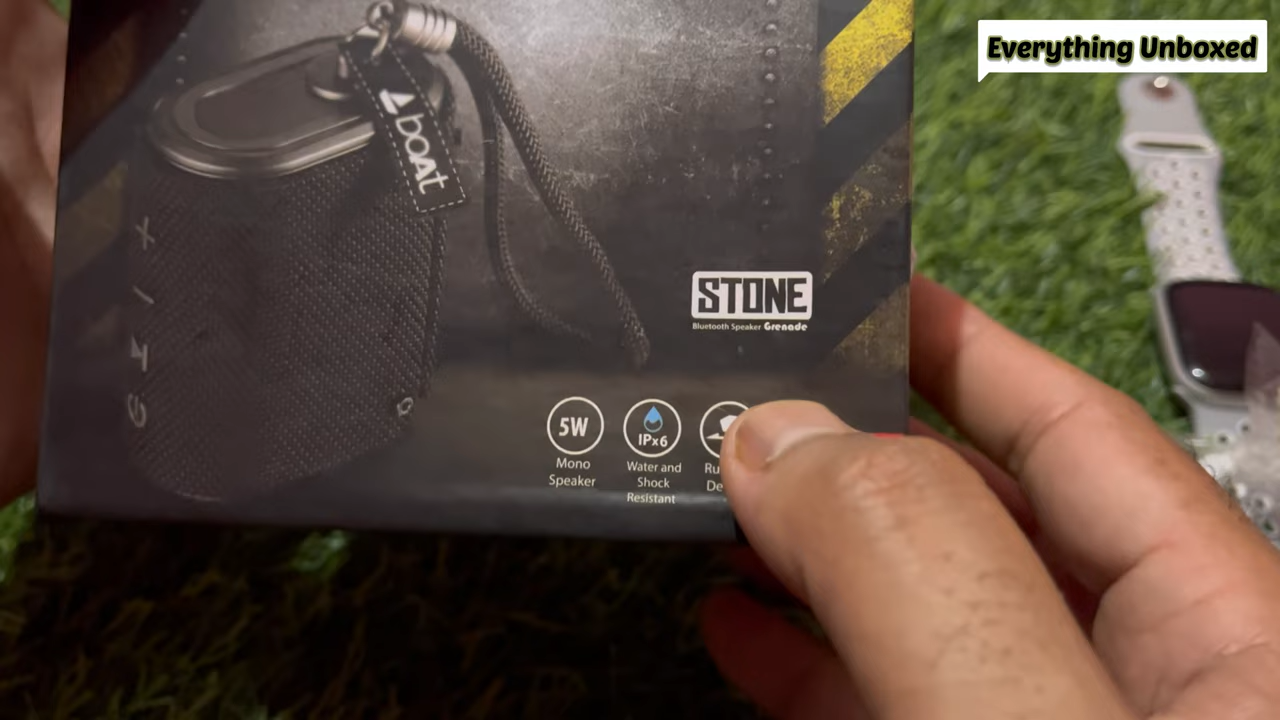 Everything Unboxed
boAt
STONE
Bluetooth Speaker Grenade
5W
IPx6
Mono
Speaker
Water and
Shock
Resistant